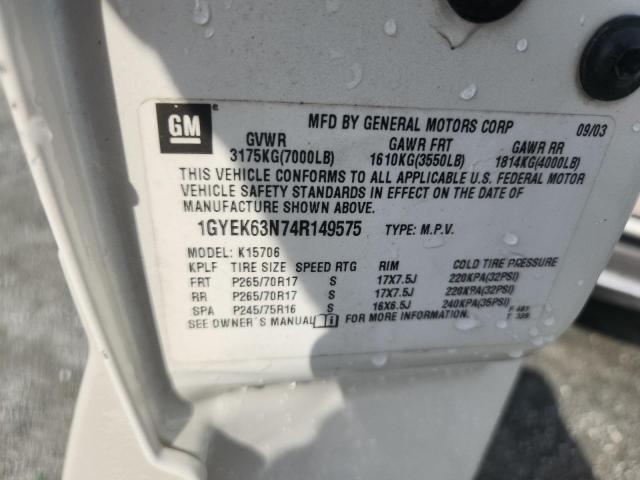 GM
MFD BY GENERAL MOTORS CORP 09/03
GVWR GAWR FRT GAWR RR
3175KG(7000LB) 1610KG(3550LB) 1814KG(4000LB)
THIS VEHICLE CONFORMS TO ALL APPLICABLE U.S. FEDERAL MOTOR
VEHICLE SAFETY STANDARDS IN EFFECT ON THE DATE OF
MANUFACTURE SHOWN ABOVE.
1GYEK63N74R149575 TYPE: M.P.V.
MODEL: K15706
KPLF TIRE SIZE SPEED RTG RIM COLD TIRE PRESSURE
FRT P265/70R17 S 17X7.5J 220KPA(32PSI)
RR P265/70R17 S 17X7.5J 220KPA(32PSI)
SPA P245/75R16 S 16X6.5J 240KPA(35PSI)
SEE OWNER'S MANUAL FOR MORE INFORMATION.